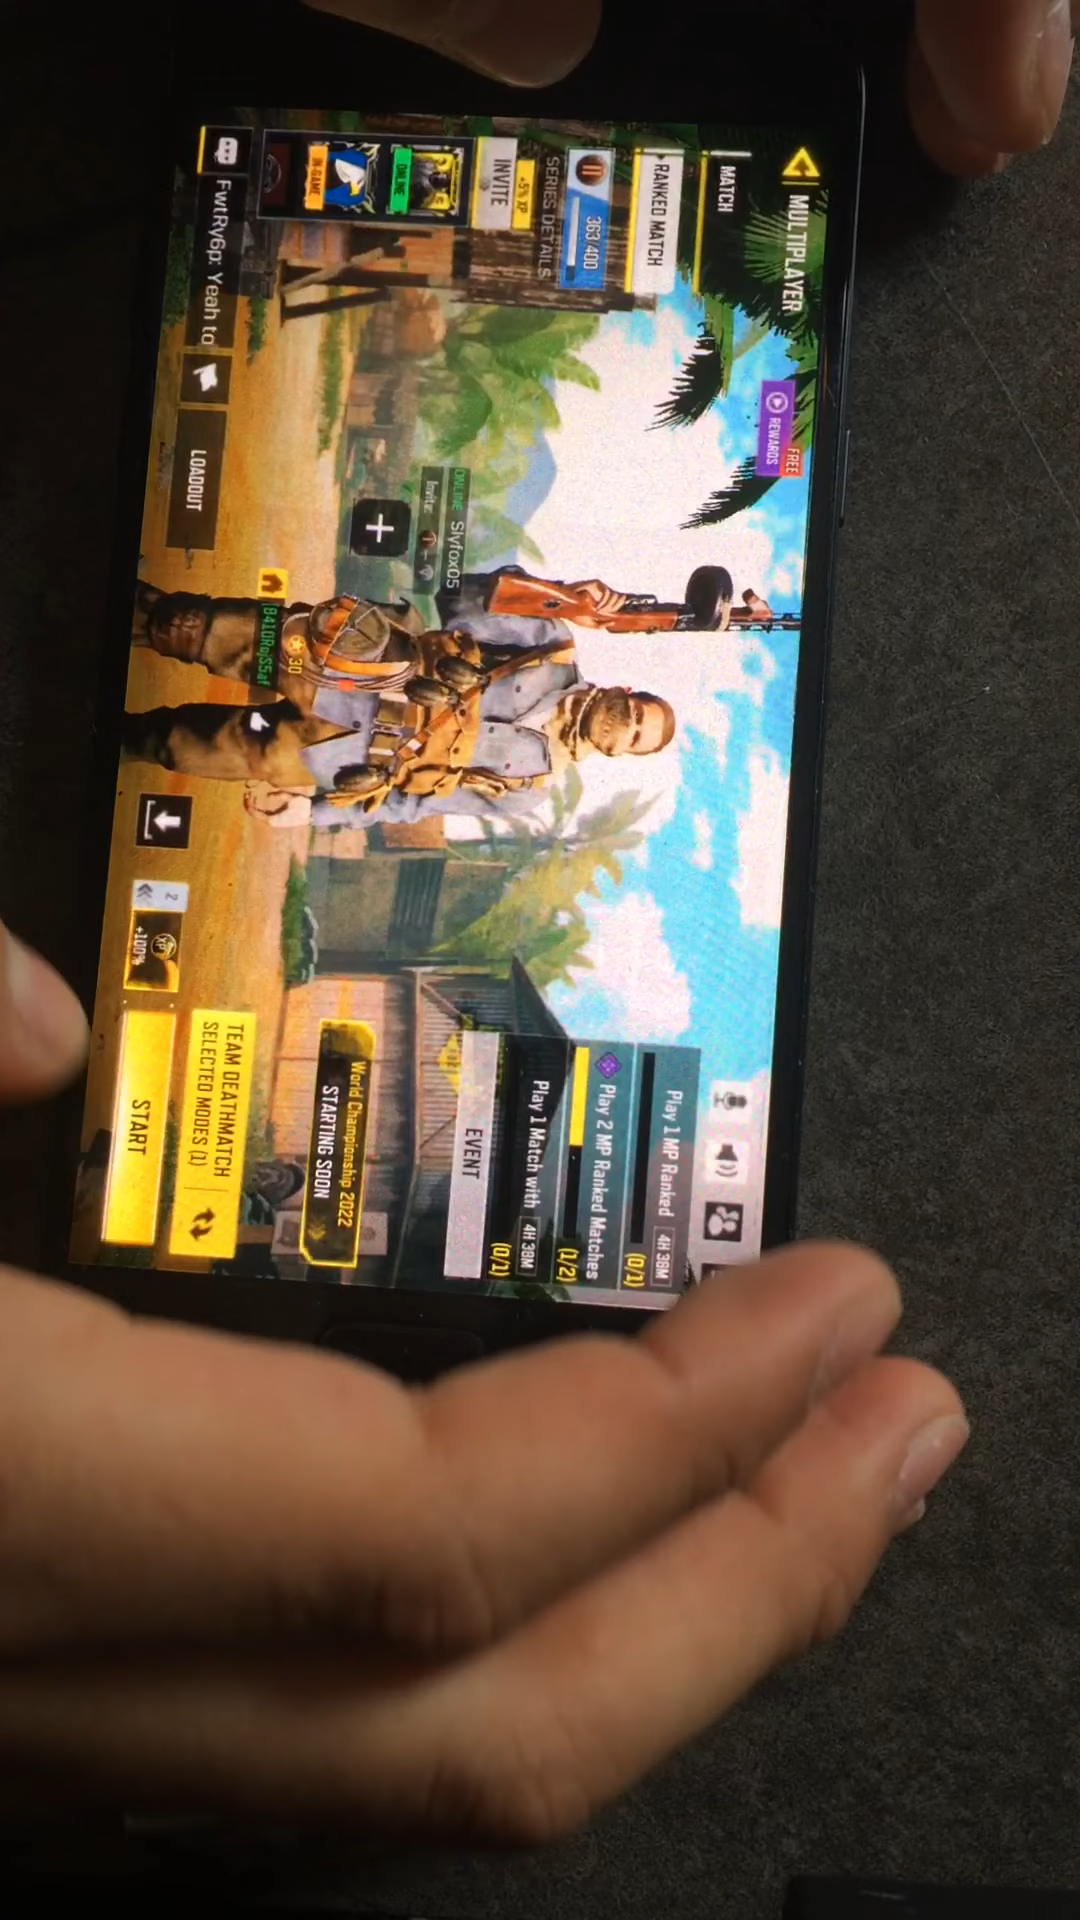 MULTIPLAYER
FREE
REWARDS
MATCH
RANKED MATCH
363/400
SERIES DETAILS
+5% XP
INVITE
ONLINE
IN-GAME
FwtRy6p: Yeah to
LOADOUT
ONLINE Slyfox05
Invite:
30
2
XP
+100%
Play 1 MP Ranked
4H 38M
(0/1)
Play 2 MP Ranked Matches
(1/2)
Play 1 Match with
4H 38M
(0/1)
EVENT
World Championship 2022
STARTING SOON
TEAM DEATHMATCH
SELECTED MODES (1)
START